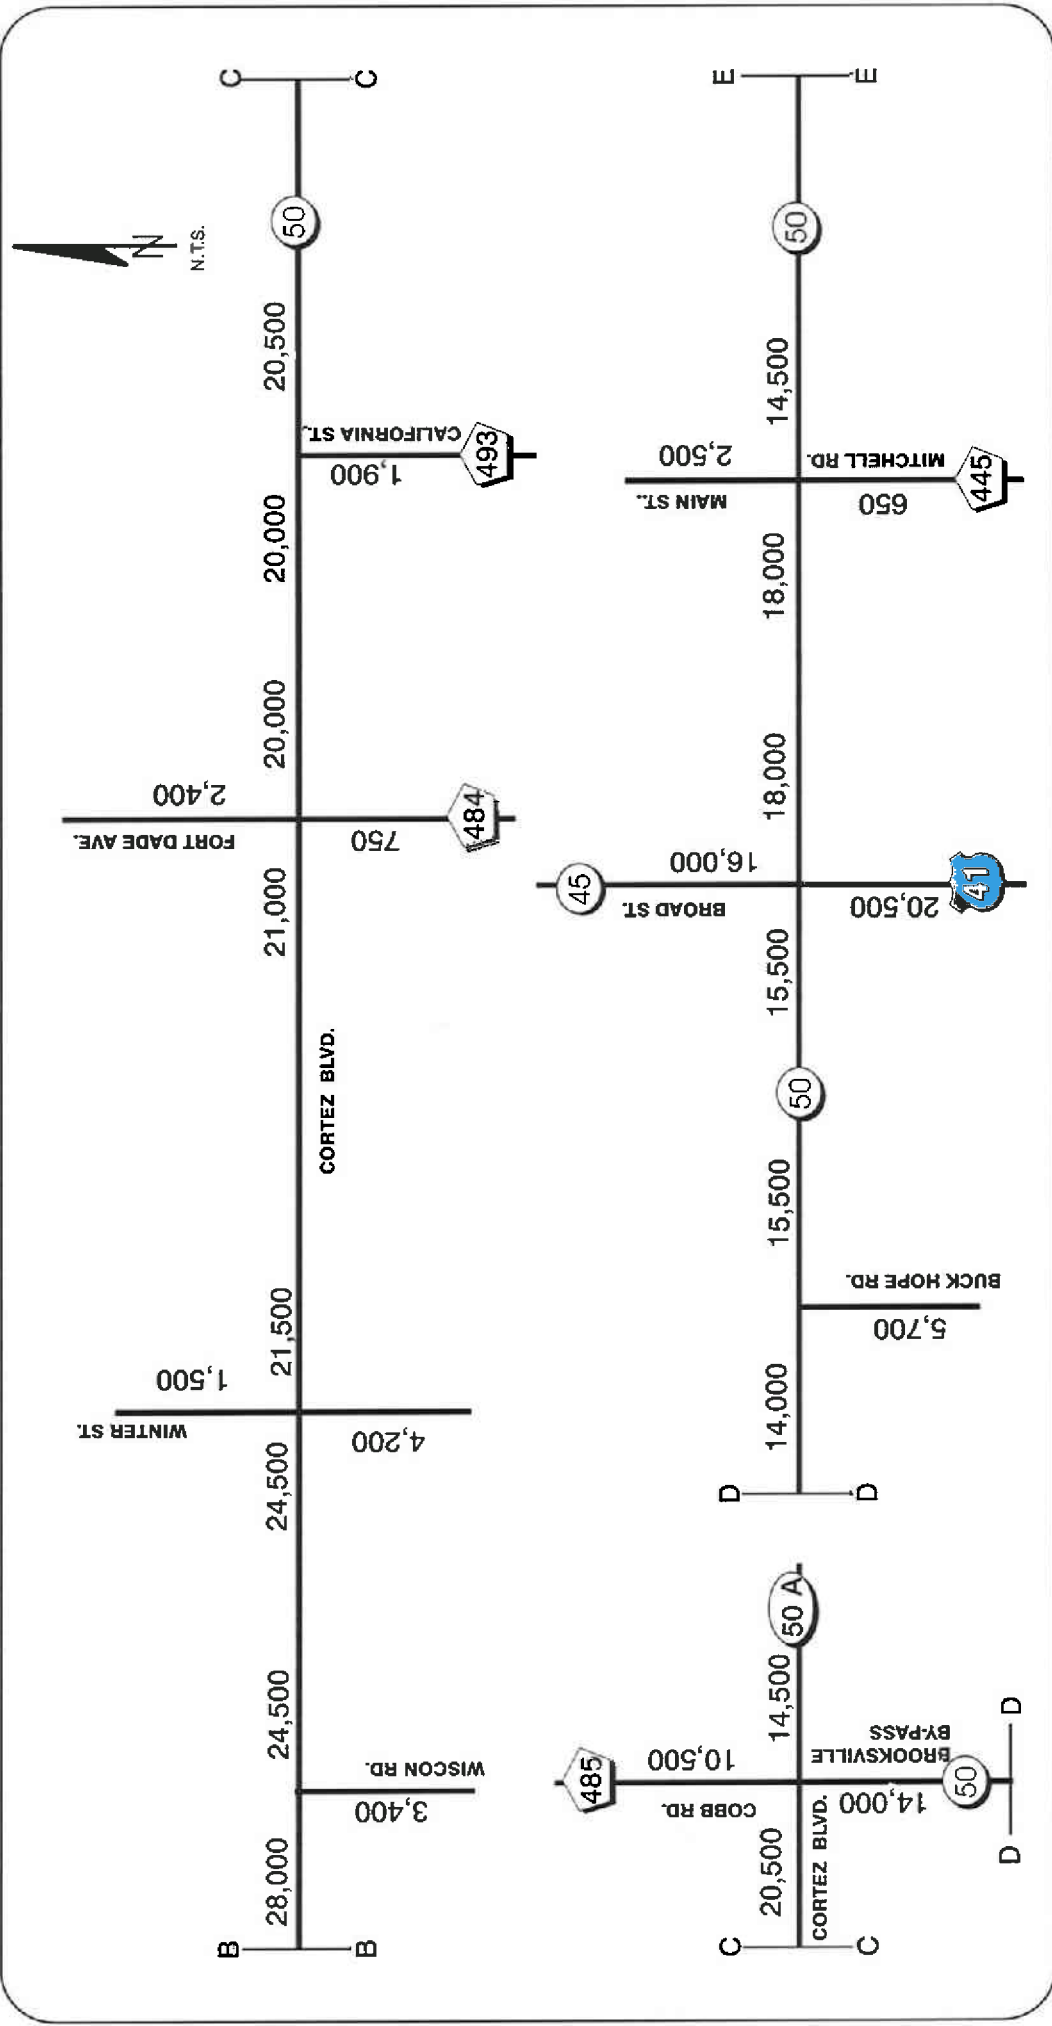 C
C
50
N
N.T.S.
20,500
CALIFORNIA ST.
1,900
493
20,000
20,000
2,400
FORT DADE AVE.
750
484
21,000
CORTEZ BLVD.
21,500
1,500
WINTER ST.
4,200
24,500
24,500
WISCON RD.
3,400
28,000
B
B
E
E
50
14,500
2,500
MAIN ST..
MITCHELL RD.
650
445
18,000
18,000
45
16,000
BROAD ST.
20,500
41
15,500
50
15,500
BUCK HOPE RD.
5,700
14,000
D
D
50 A
14,500
485
10,500
COBB RD.
BROOKSVILLE
BY-PASS
14,000
50
D
D
20,500
CORTEZ BLVD.
C
C